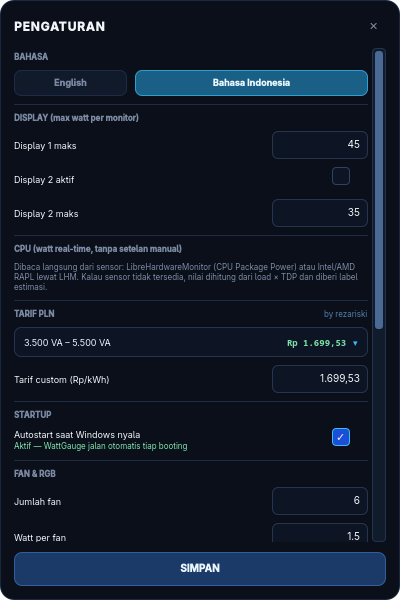 PENGATURAN ×
BAHASA
English Bahasa Indonesia
DISPLAY (max watt per monitor)
Display 1 maks 45
Display 2 aktif
Display 2 maks 35
CPU (watt real-time, tanpa setelan manual)
Dibaca langsung dari sensor: LibreHardwareMonitor (CPU Package Power) atau Intel/AMD
RAPL lewat LHM. Kalau sensor tidak tersedia, nilai dihitung dari load × TDP dan diberi label
estimasi.
TARIF PLN by rezariski
3.500 VA – 5.500 VA Rp 1.699,53 ▼
Tarif custom (Rp/kWh) 1.699,53
STARTUP
Autostart saat Windows nyala ✓
Aktif — WattGauge jalan otomatis tiap booting
FAN & RGB
Jumlah fan 6
Watt per fan 1.5
SIMPAN